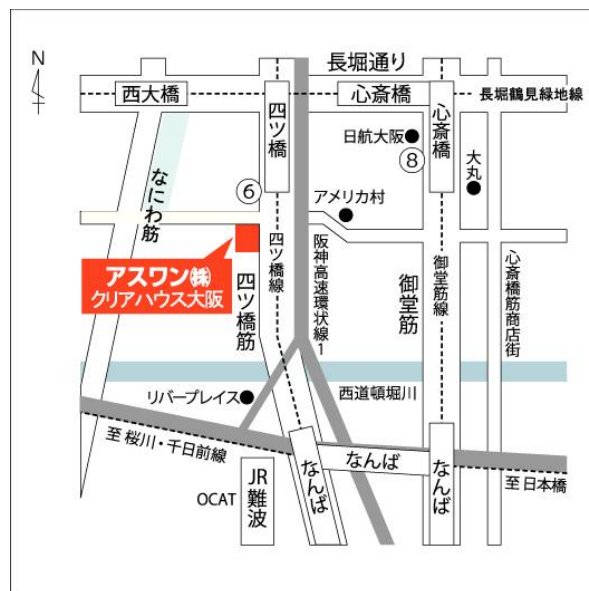 N
長堀通り
西大橋
四ツ橋
心斎橋
心斎橋
長堀鶴見緑地線
日航大阪
⑧
大丸
なにわ筋
⑥
アメリカ村
アスワン㈱
クリアハウス大阪
四ツ橋筋
四ツ橋線
阪神高速環状線1
御堂筋
御堂筋線
心斎橋筋商店街
リバープレイス
西道頓堀川
至 桜川・千日前線
なんば
なんば
なんば
至 日本橋
OCAT
JR難波